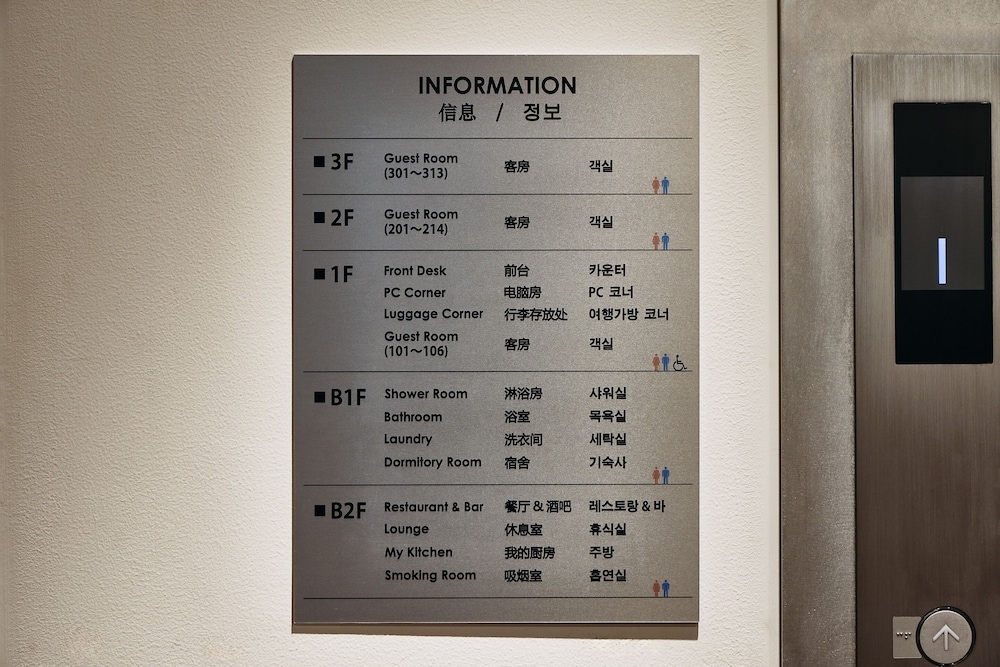 INFORMATION
信息 / 정보
■ 3F Guest Room (301～313) 客房 객실
■ 2F Guest Room (201～214) 客房 객실
■ 1F Front Desk 前台 카운터
PC Corner 电脑房 PC 코너
Luggage Corner 行李存放处 여행가방 코너
Guest Room (101～106) 客房 객실
■ B1F Shower Room 淋浴房 샤워실
Bathroom 浴室 목욕실
Laundry 洗衣间 세탁실
Dormitory Room 宿舍 기숙사
■ B2F Restaurant & Bar 餐厅 & 酒吧 레스토랑 & 바
Lounge 休息室 휴식실
My Kitchen 我的厨房 주방
Smoking Room 吸烟室 흡연실